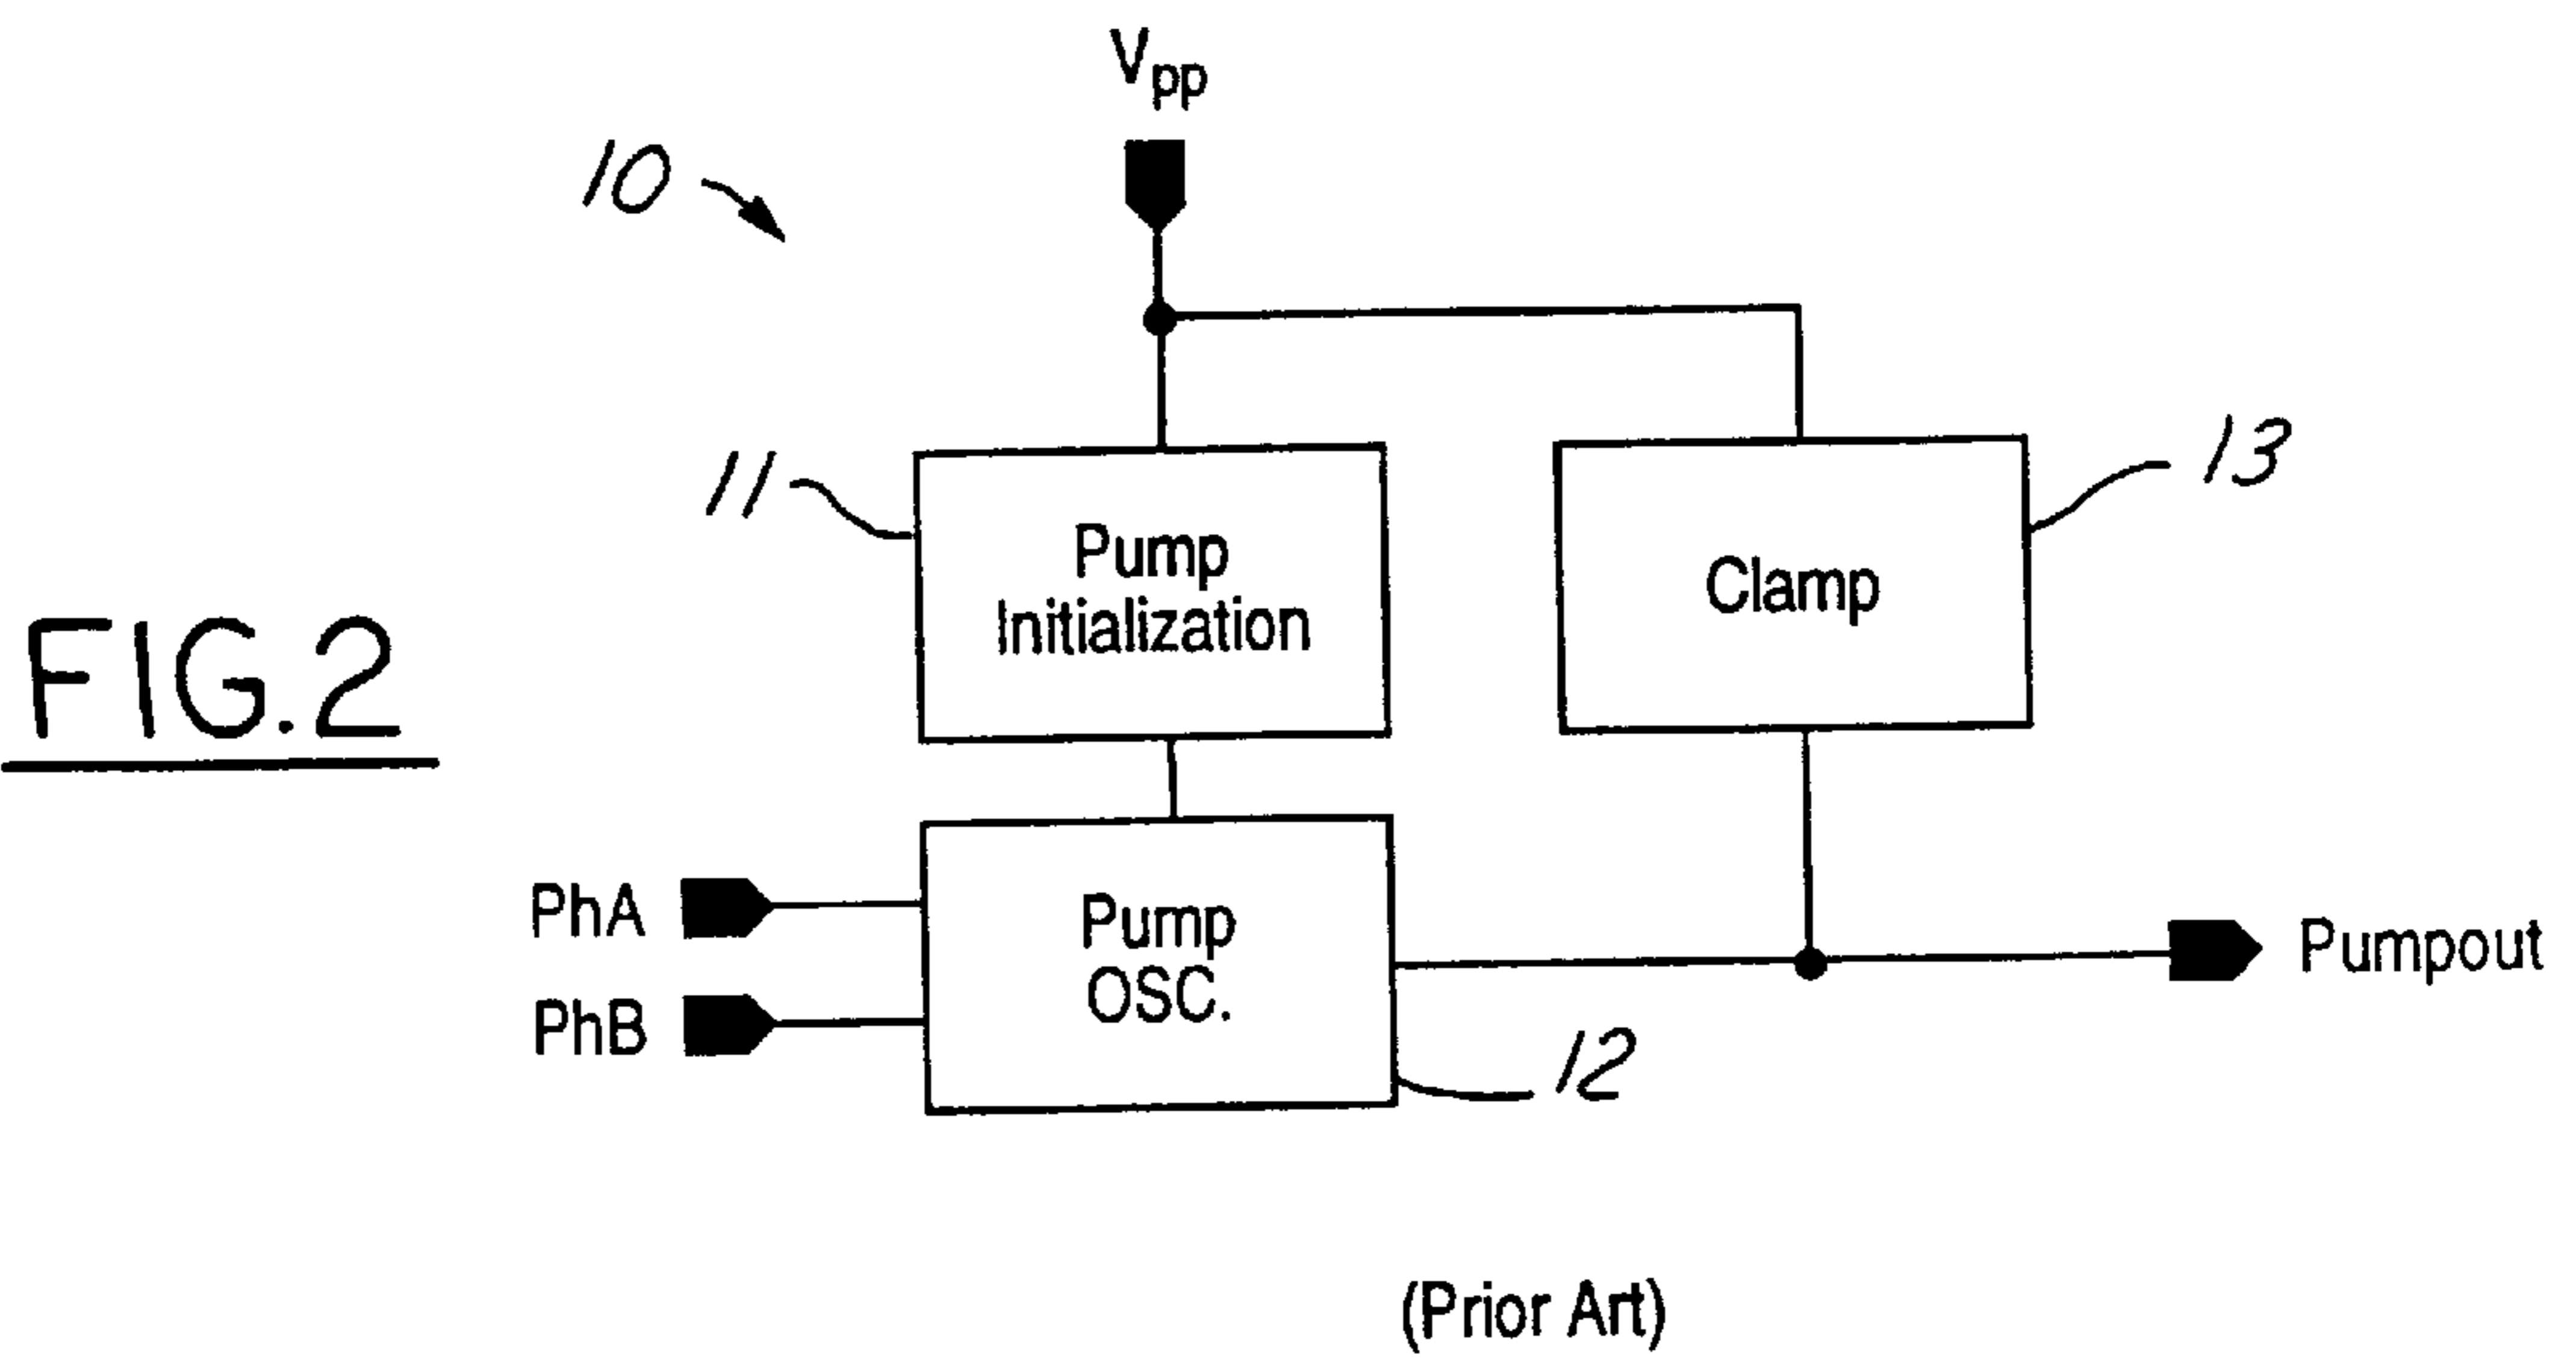 Vpp
10
11
Pump
Initialization
Clamp
13
FIG.2
PhA
PhB
Pump
OSC.
Pumpout
12
(Prior Art)